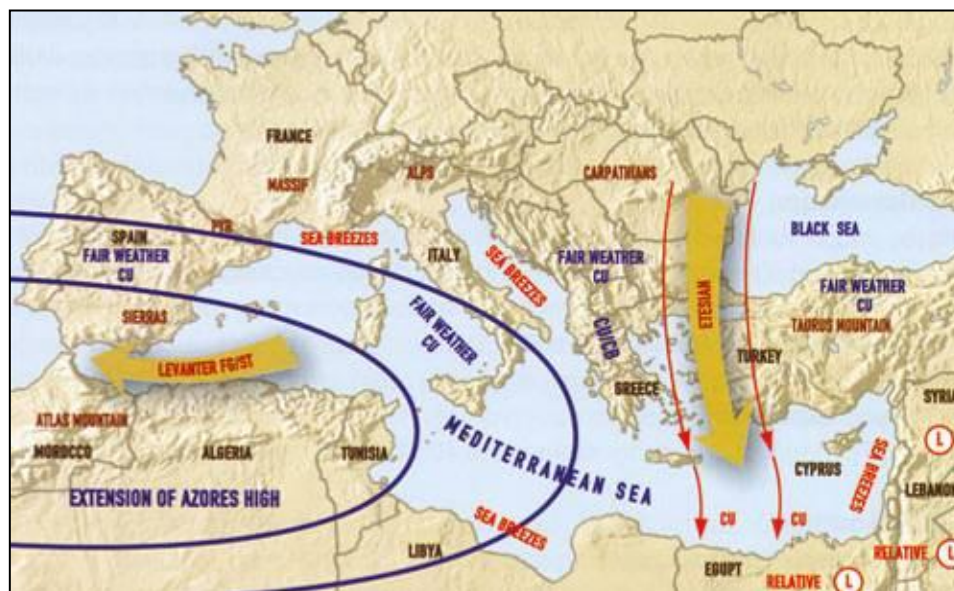 FRANCE
MASSIF
ALPS
CARPATHIANS
PYR
SPAIN
FAIR WEATHER
CU
SEA BREEZES
ITALY
SEA BREEZES
FAIR WEATHER
CU
BLACK SEA
FAIR WEATHER
CU
TAURUS MOUNTAIN
SIERRAS
LEVANTER FG/ST
FAIR WEATHER
CU
CU/CB
GREECE
ETESIAN
TURKEY
SYRIA
L
ATLAS MOUNTAIN
MOROCCO
ALGERIA
TUNISIA
MEDITERRANEAN SEA
CYPRUS
SEA BREEZES
LEBANON
EXTENSION OF AZORES HIGH
SEA BREEZES
LIBYA
CU
CU
EGUPT
RELATIVE L
RELATIVE L